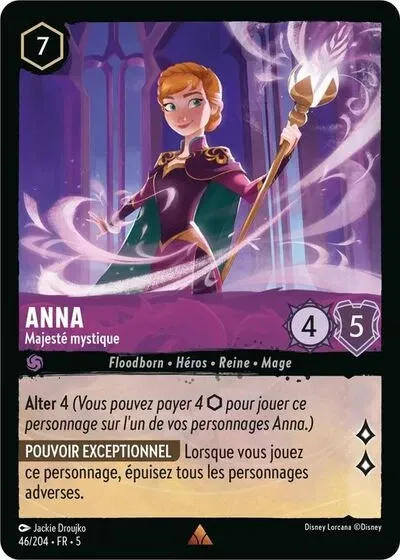 7
ANNA
Majesté mystique
4
5
Floodborn • Héros • Reine • Mage
Alter 4 (Vous pouvez payer 4 pour jouer ce
personnage sur l'un de vos personnages Anna.)
POUVOIR EXCEPTIONNEL Lorsque vous jouez
ce personnage, épuisez tous les personnages
adverses.
Jackie Droujko
46/204 • FR • 5
Disney Lorcana ©Disney